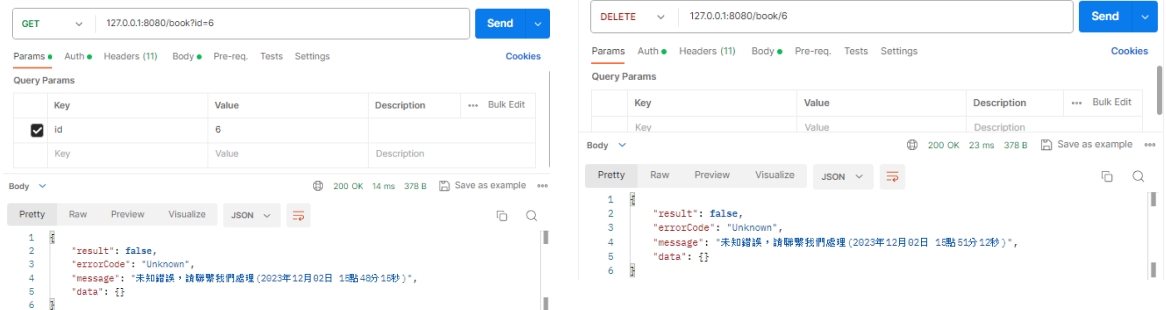 GET 127.0.0.1:8080/book?id=6 Send
Params Auth Headers (11) Body Pre-req. Tests Settings Cookies
Query Params
Key Value Description Bulk Edit
id 6
Key Value Description
Body 200 OK 14 ms 378 B Save as example
Pretty Raw Preview Visualize JSON
1 {
2 "result": false,
3 "errorCode": "Unknown",
4 "message": "未知錯誤,請聯繫我們處理(2023年12月02日 15點48分15秒)",
5 "data": {}
6 }
DELETE 127.0.0.1:8080/book/6 Send
Params Auth Headers (11) Body Pre-req. Tests Settings Cookies
Query Params
Key Value Description Bulk Edit
Key Value Description
Body 200 OK 23 ms 378 B Save as example
Pretty Raw Preview Visualize JSON
1 {
2 "result": false,
3 "errorCode": "Unknown",
4 "message": "未知錯誤,請聯繫我們處理(2023年12月02日 15點51分12秒)",
5 "data": {}
6 }